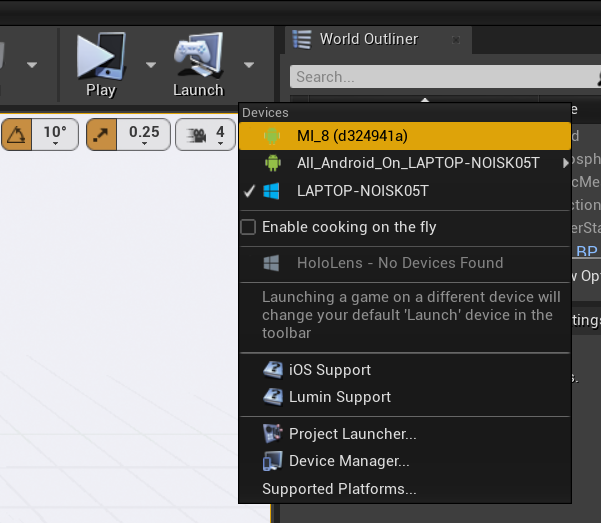 World Outliner
Play
Launch
Search...
Devices
10°
0.25
4
MI_8 (d324941a)
All_Android_On_LAPTOP-NOISK05T
LAPTOP-NOISK05T
Enable cooking on the fly
HoloLens - No Devices Found
Launching a game on a different device will
change your default 'Launch' device in the
toolbar
iOS Support
Lumin Support
Project Launcher...
Device Manager...
Supported Platforms...